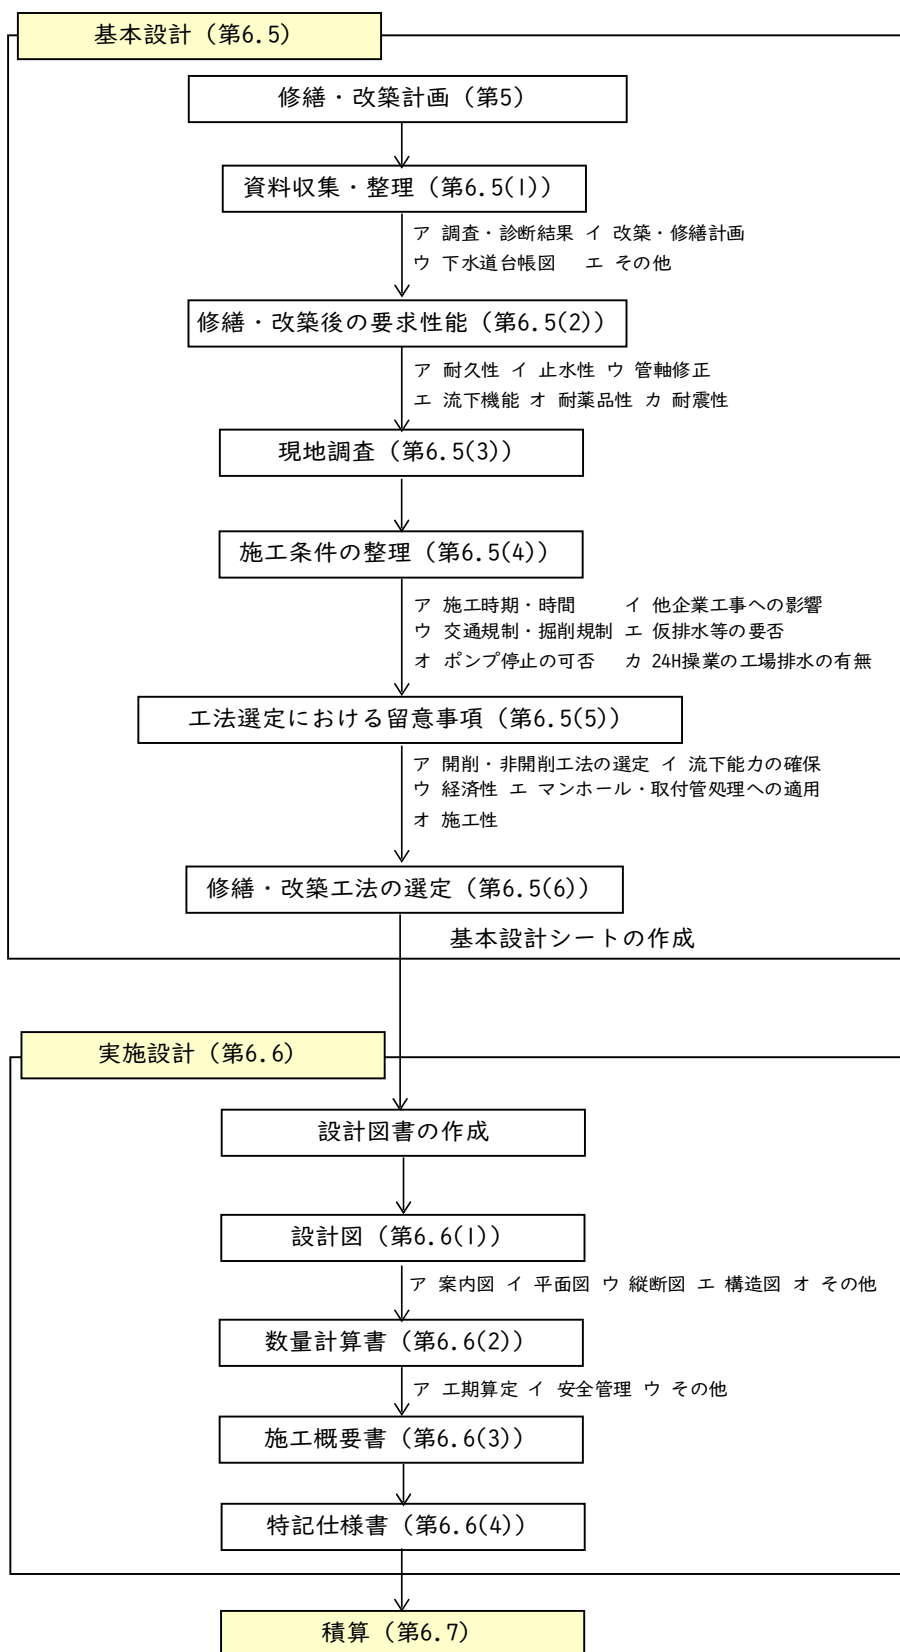 基本設計（第6.5）
修繕・改築計画（第5）
資料収集・整理（第6.5(1)）
ア 調査・診断結果 イ 改築・修繕計画
ウ 下水道台帳図 エ その他
修繕・改築後の要求性能（第6.5(2)）
ア 耐久性 イ 止水性 ウ 管軸修正
エ 流下機能 オ 耐薬品性 カ 耐震性
現地調査（第6.5(3)）
施工条件の整理（第6.5(4)）
ア 施工時期・時間 イ 他企業工事への影響
ウ 交通規制・掘削規制 エ 仮排水等の要否
オ ポンプ停止の可否 カ 24H操業の工場排水の有無
工法選定における留意事項（第6.5(5)）
ア 開削・非開削工法の選定 イ 流下能力の確保
ウ 経済性 エ マンホール・取付管処理への適用
オ 施工性
修繕・改築工法の選定（第6.5(6)）
基本設計シートの作成
実施設計（第6.6）
設計図書の作成
設計図（第6.6(1)）
ア 案内図 イ 平面図 ウ 縦断図 エ 構造図 オ その他
数量計算書（第6.6(2)）
ア 工期算定 イ 安全管理 ウ その他
施工概要書（第6.6(3)）
特記仕様書（第6.6(4)）
積算（第6.7）